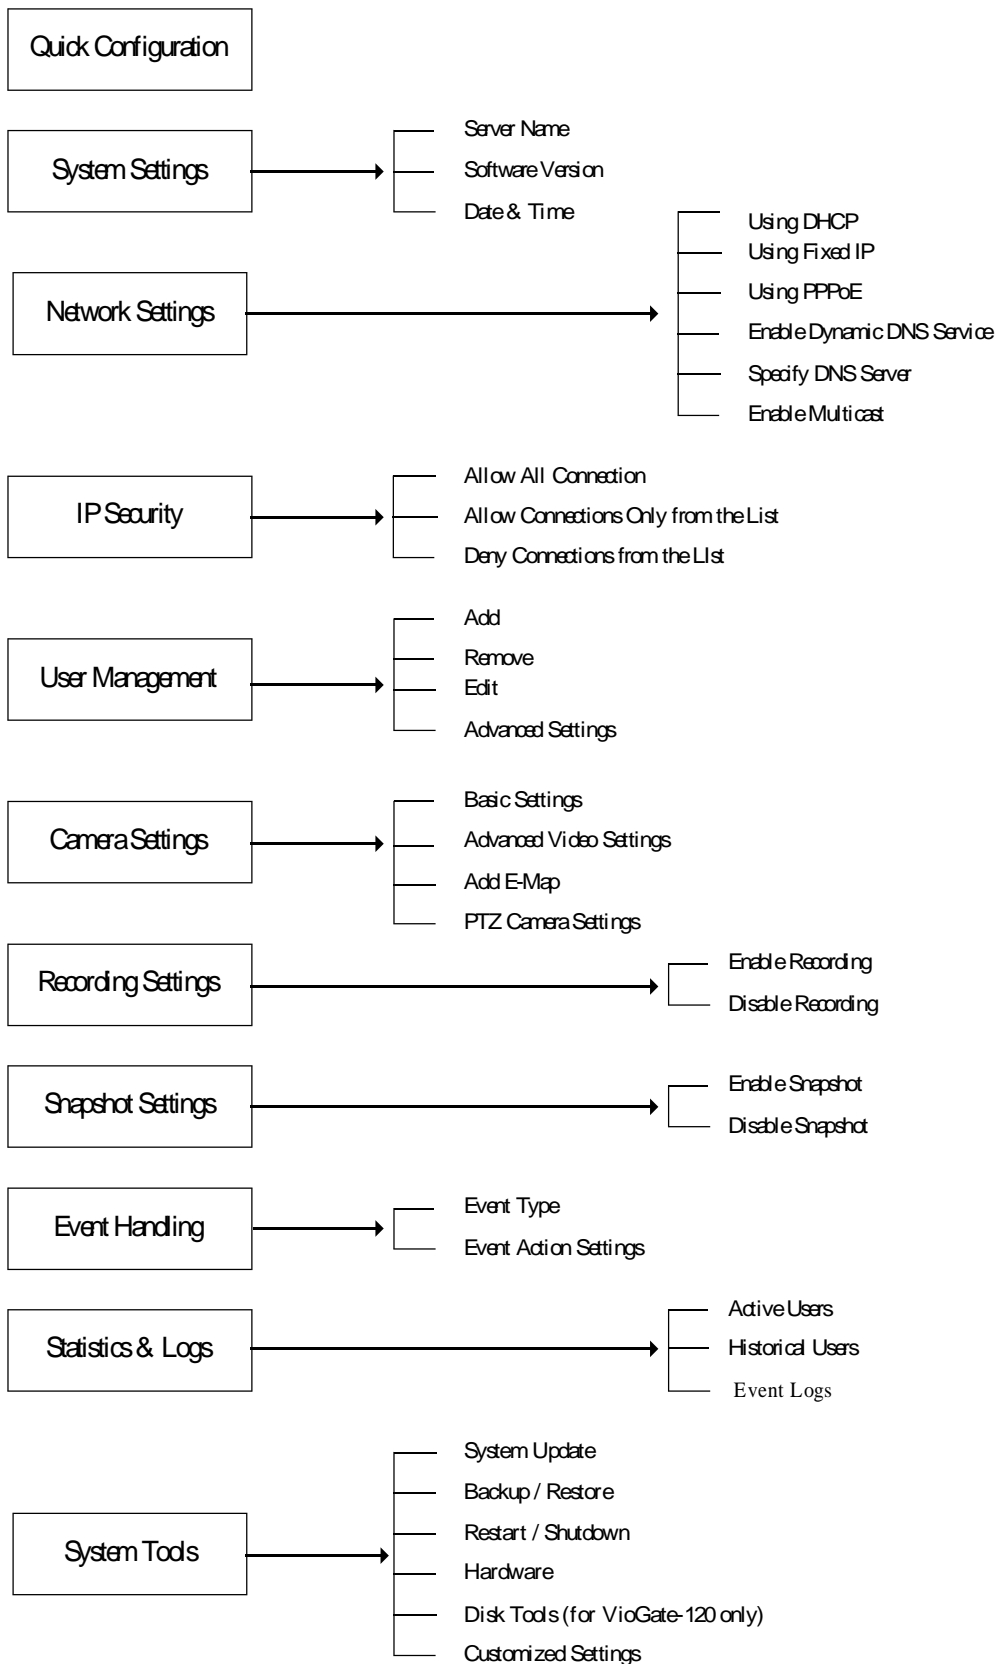 Quick Configuration
System Settings
Server Name
Software Version
Date & Time
Network Settings
Using DHCP
Using Fixed IP
Using PPPoE
Enable Dynamic DNS Service
Specify DNS Server
Enable Multicast
IP Security
Allow All Connection
Allow Connections Only from the List
Deny Connections from the LIst
User Management
Add
Remove
Edit
Advanced Settings
Camera Settings
Basic Settings
Advanced Video Settings
Add E-Map
PTZ Camera Settings
Recording Settings
Enable Recording
Disable Recording
Snapshot Settings
Enable Snapshot
Disable Snapshot
Event Handling
Event Type
Event Action Settings
Statistics & Logs
Active Users
Historical Users
Event Logs
System Tools
System Update
Backup / Restore
Restart / Shutdown
Hardware
Disk Tools (for VioGate-120 only)
Customized Settings